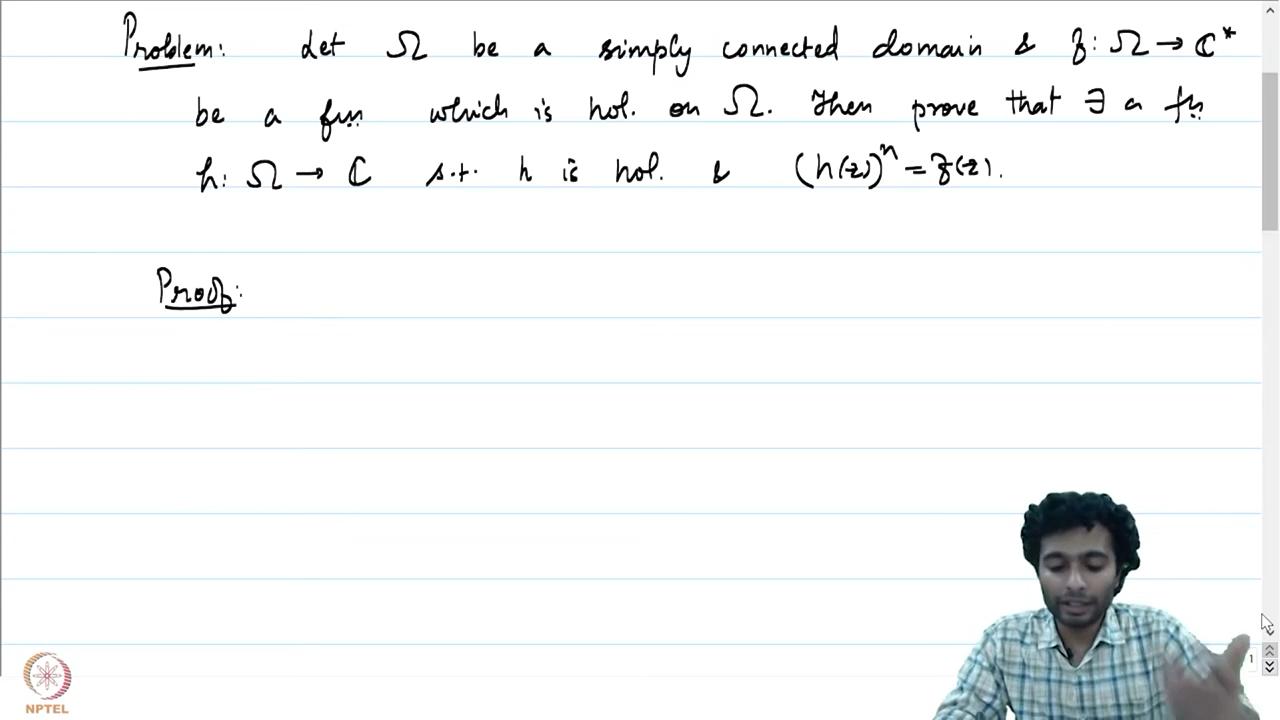 Problem: Let Ω be a simply connected domain & f: Ω → ℂ*
be a fun which is hol. on Ω. Then prove that ∃ a fn
h: Ω → ℂ s.t. h is hol. & (h(z))ⁿ = f(z).
Proof:
1
NPTEL